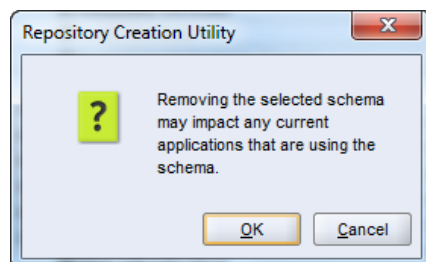 Repository Creation Utility
Removing the selected schema
may impact any current
applications that are using the
schema.
OK
Cancel